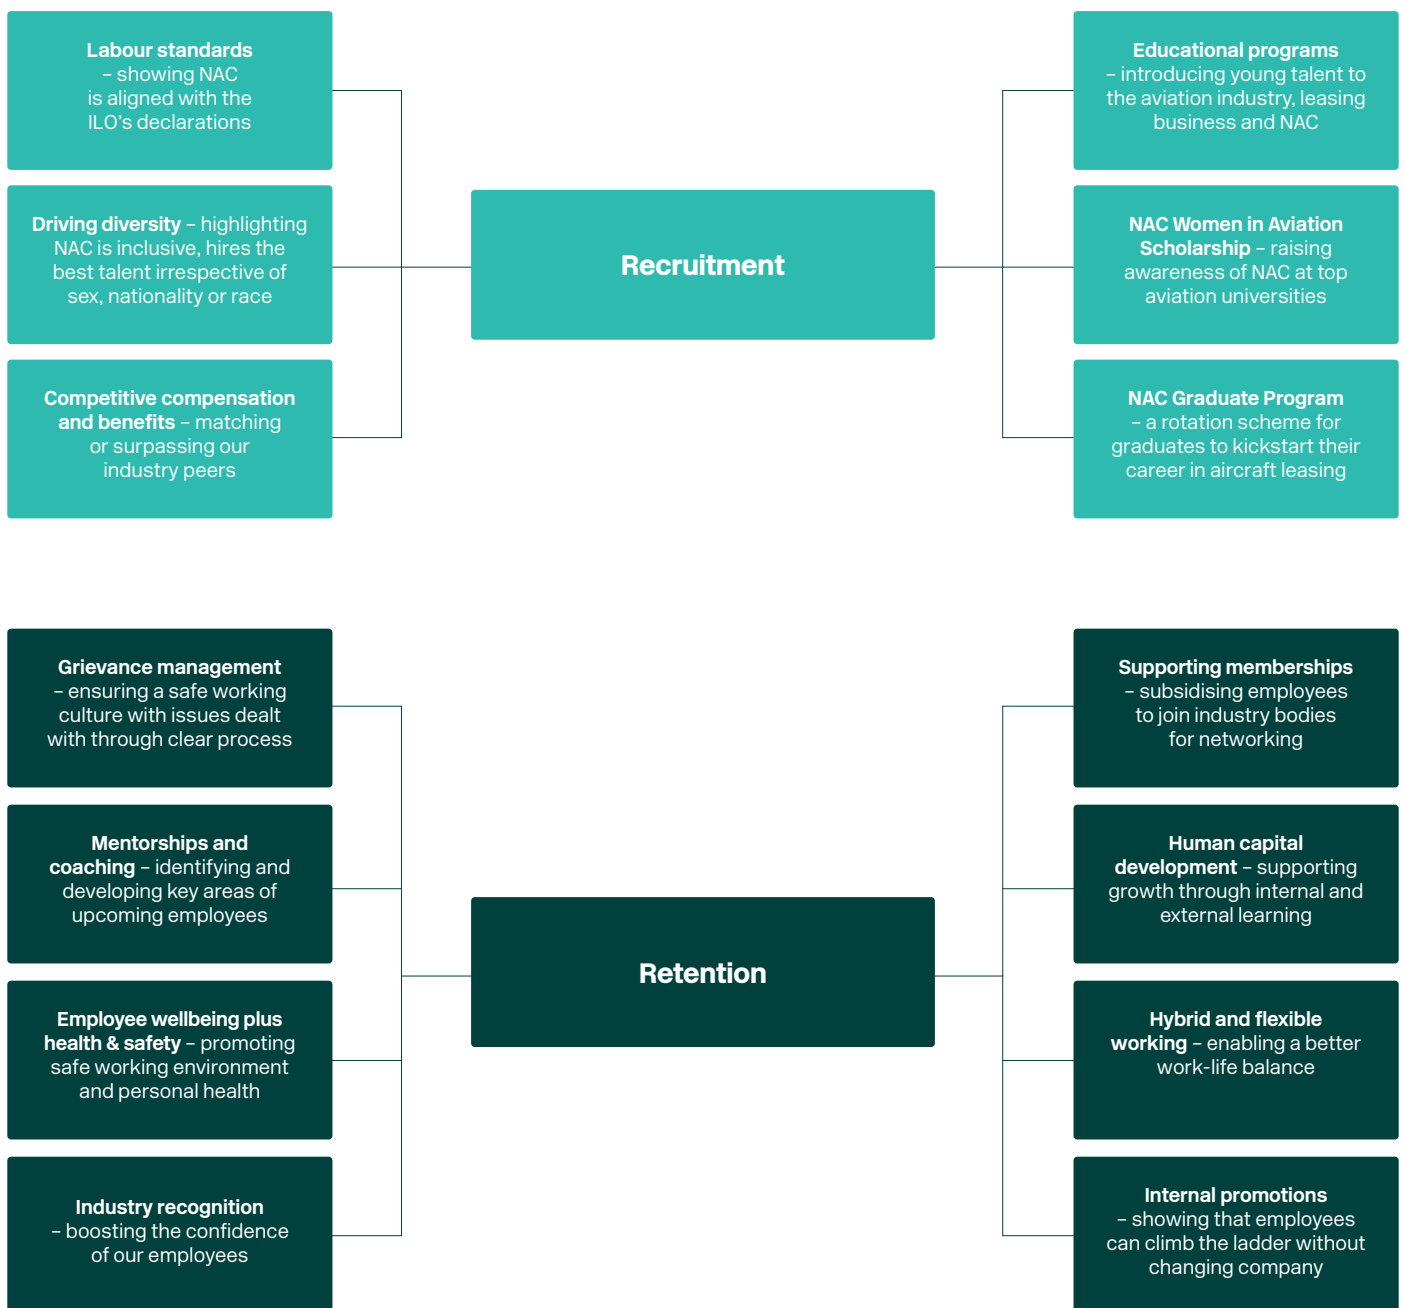 Labour standards
– showing NAC
is aligned with the
ILO's declarations
Driving diversity – highlighting
NAC is inclusive, hires the
best talent irrespective of
sex, nationality or race
Competitive compensation
and benefits – matching
or surpassing our
industry peers
Recruitment
Educational programs
– introducing young talent to
the aviation industry, leasing
business and NAC
NAC Women in Aviation
Scholarship – raising
awareness of NAC at top
aviation universities
NAC Graduate Program
– a rotation scheme for
graduates to kickstart their
career in aircraft leasing
Grievance management
– ensuring a safe working
culture with issues dealt
with through clear process
Mentorships and
coaching – identifying and
developing key areas of
upcoming employees
Employee wellbeing plus
health & safety – promoting
safe working environment
and personal health
Industry recognition
– boosting the confidence
of our employees
Retention
Supporting memberships
– subsidising employees
to join industry bodies
for networking
Human capital
development – supporting
growth through internal and
external learning
Hybrid and flexible
working – enabling a better
work-life balance
Internal promotions
– showing that employees
can climb the ladder without
changing company